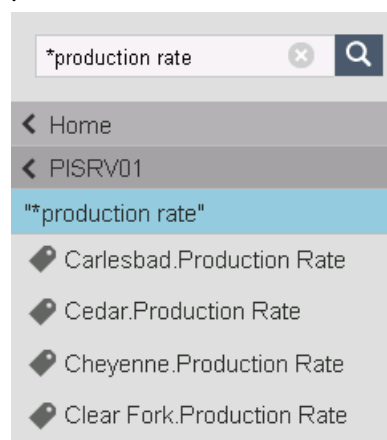 *production rate
Home
PISRV01
"*production rate"
Carlesbad.Production Rate
Cedar.Production Rate
Cheyenne.Production Rate
Clear Fork.Production Rate